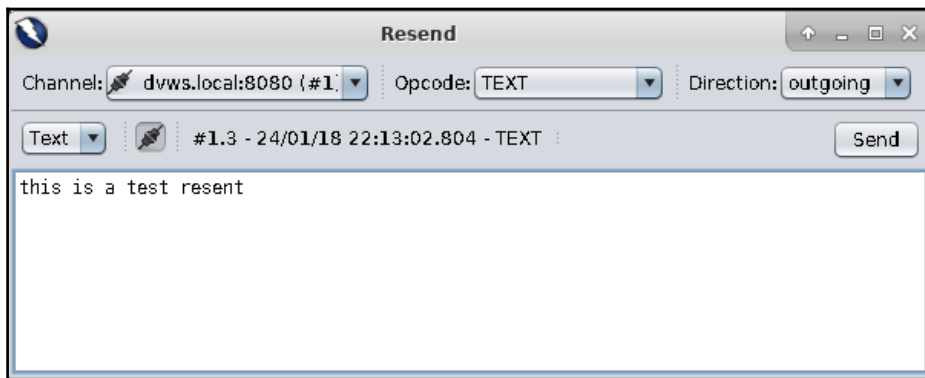 Resend
Channel: dvws.local:8080 (#1 Opcode: TEXT Direction: outgoing
Text #1.3 - 24/01/18 22:13:02.804 - TEXT Send
this is a test resent